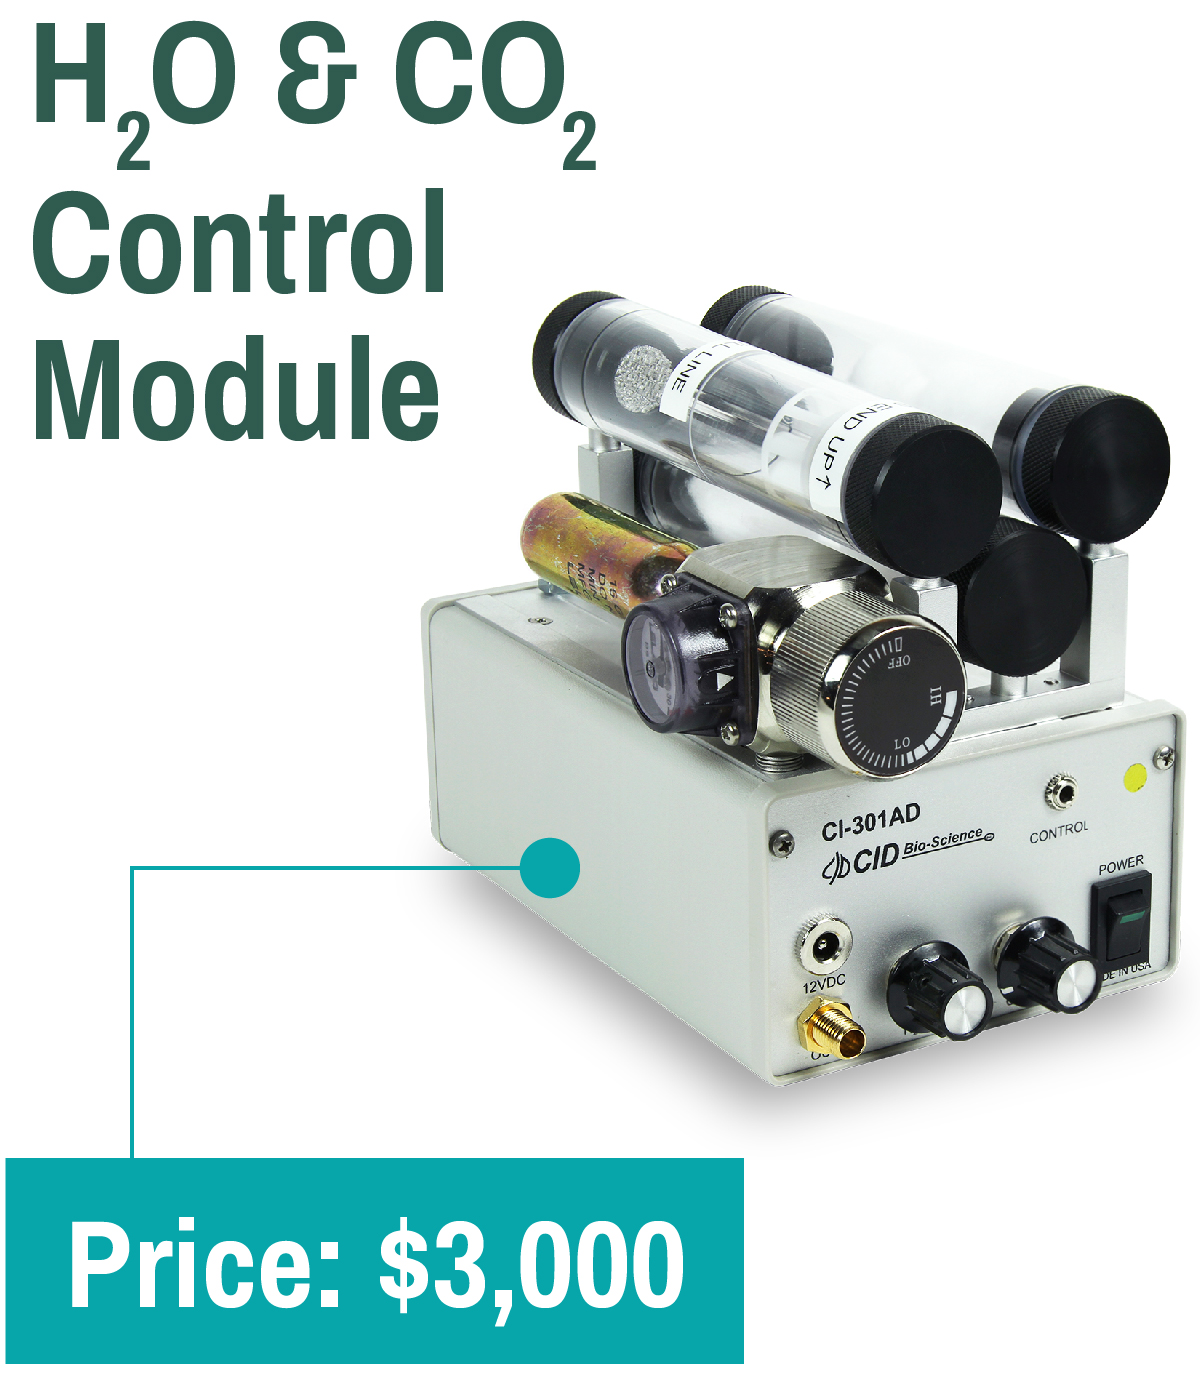 H₂O & CO₂
Control
Module
LINE
END UP↑
OFF
HI
LO
CI-301AD
CID Bio-Science
CONTROL
POWER
12VDC
Price: $3,000